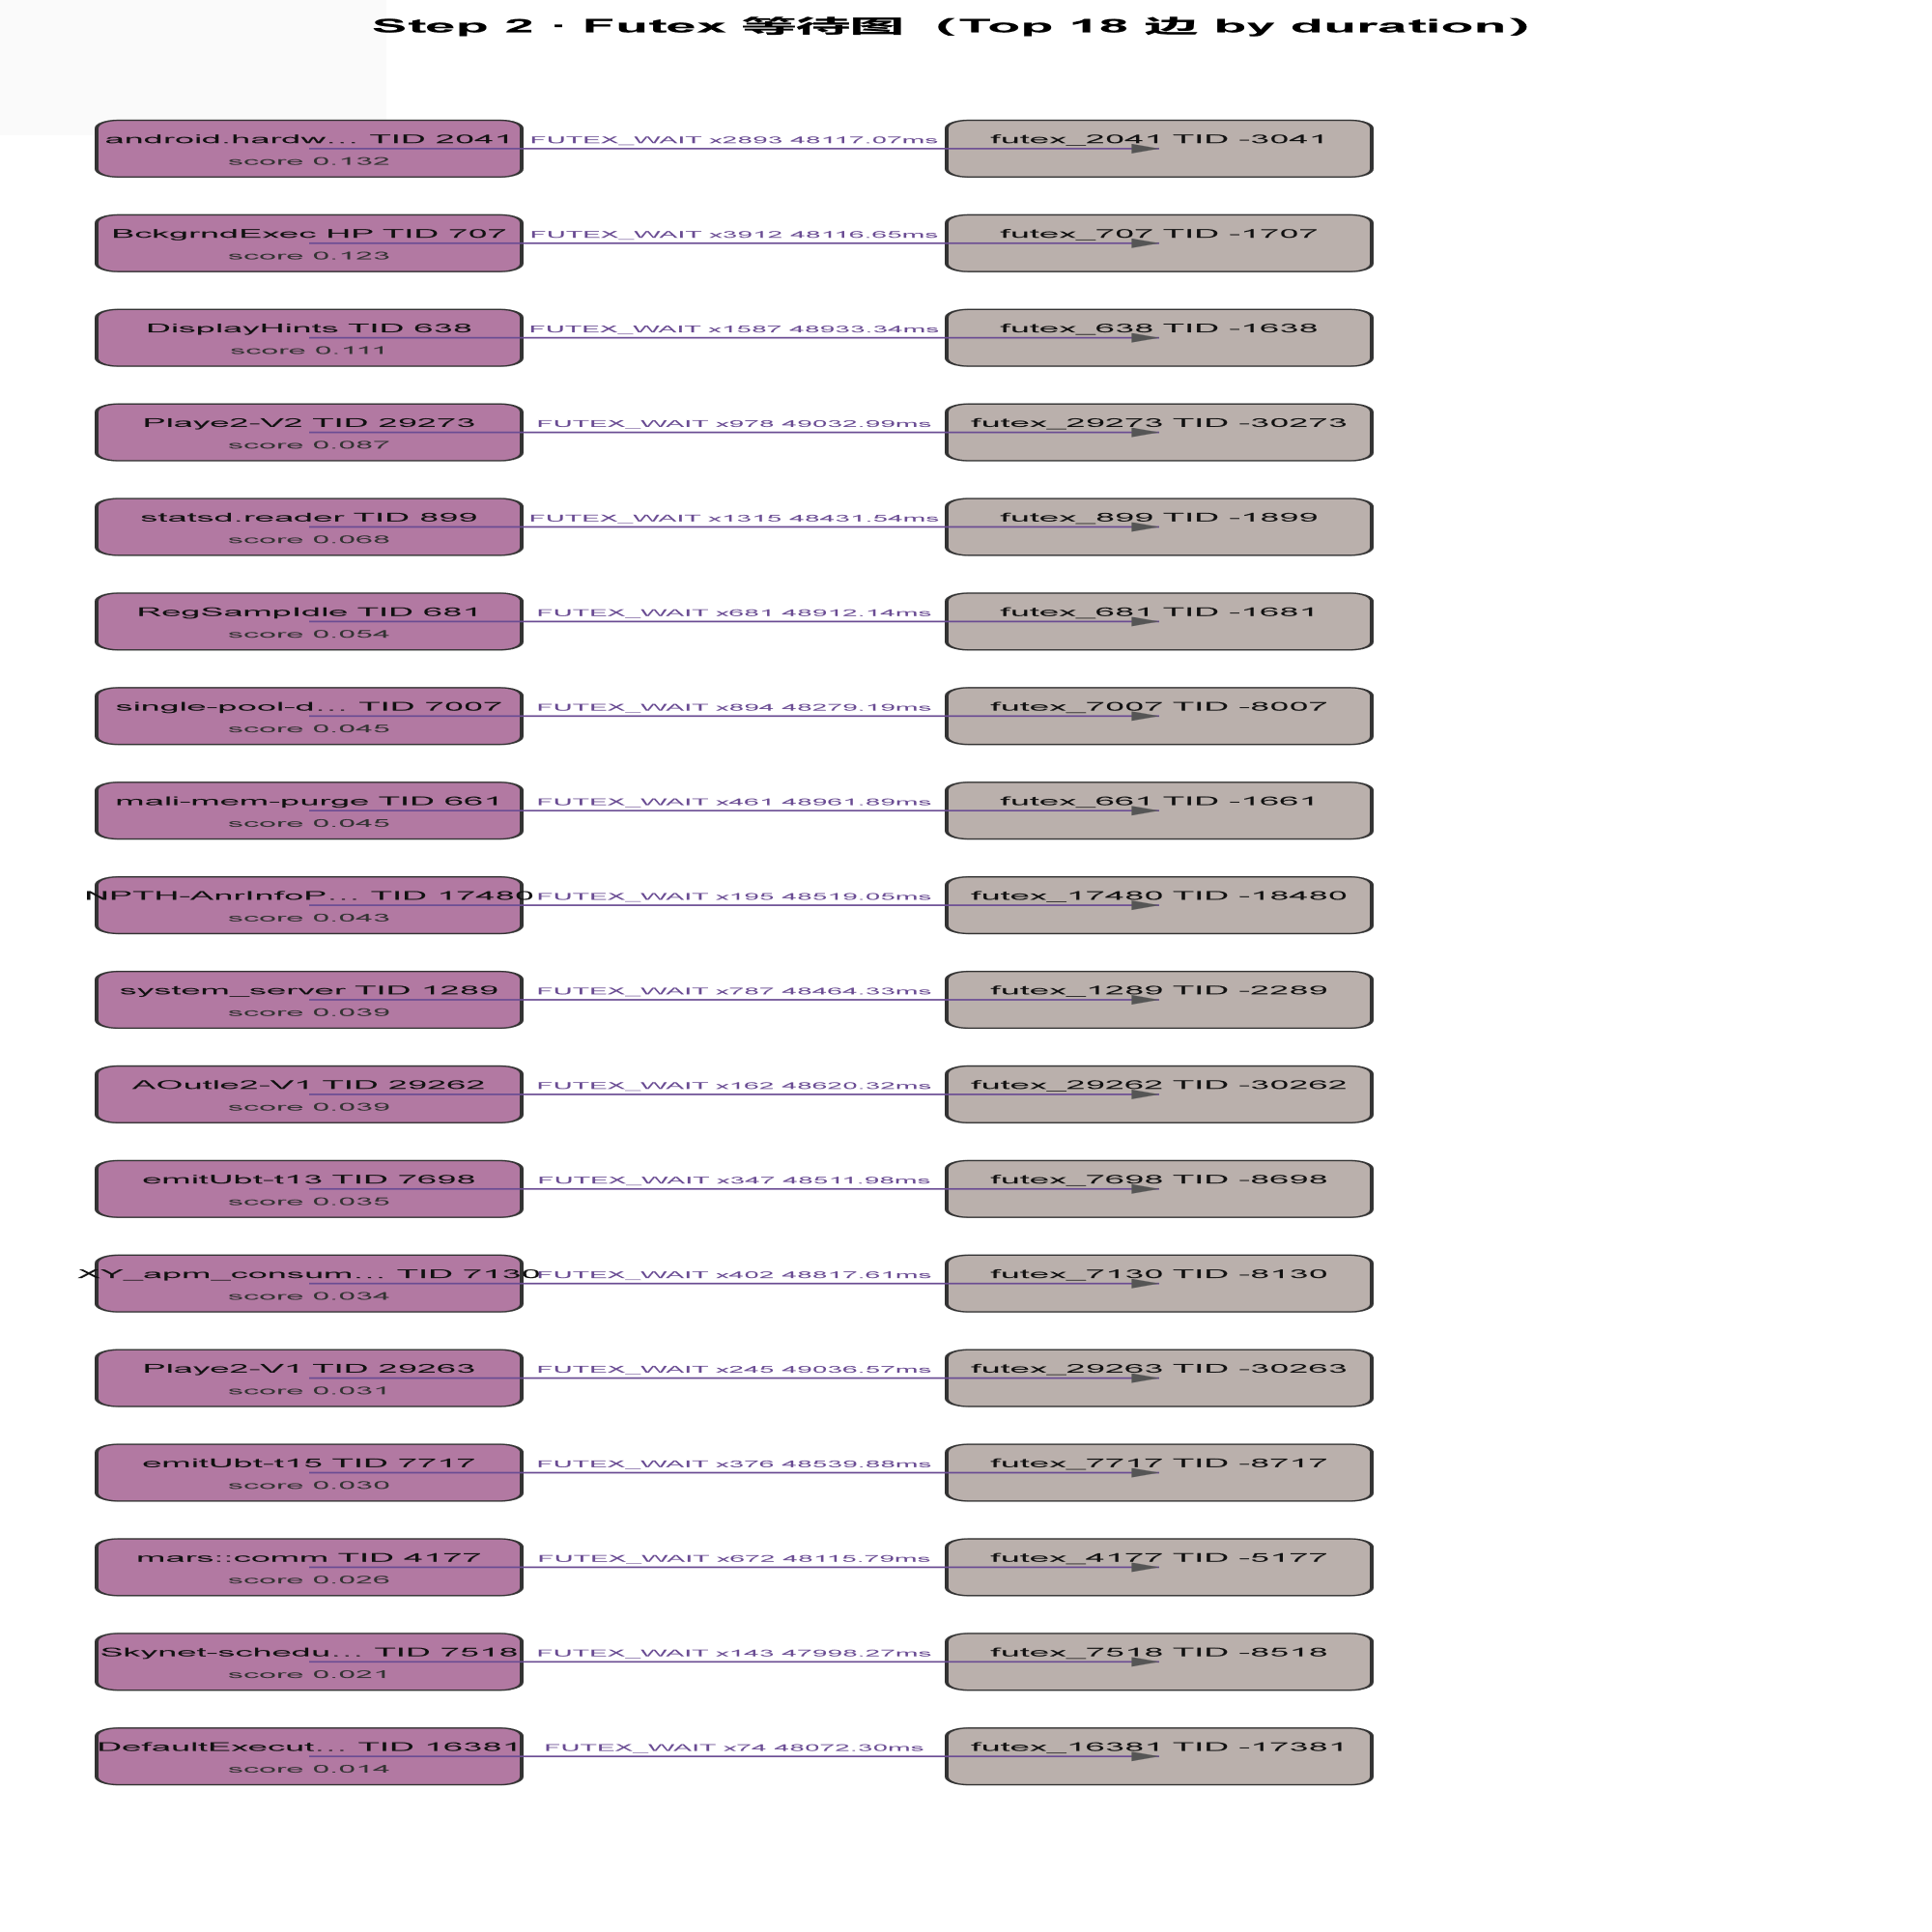 Step 2 · Futex 等待图 (Top 18 边 by duration)
android.hardw... TID 2041 FUTEX_WAIT x2893 48117.07ms futex_2041 TID -3041
score 0.132
BckgrndExec HP TID 707 FUTEX_WAIT x3912 48116.65ms futex_707 TID -1707
score 0.123
DisplayHints TID 638 FUTEX_WAIT x1587 48933.34ms futex_638 TID -1638
score 0.111
Playe2-V2 TID 29273 FUTEX_WAIT x978 49032.99ms futex_29273 TID -30273
score 0.087
statsd.reader TID 899 FUTEX_WAIT x1315 48431.54ms futex_899 TID -1899
score 0.068
RegSampIdle TID 681 FUTEX_WAIT x681 48912.14ms futex_681 TID -1681
score 0.054
single-pool-d... TID 7007 FUTEX_WAIT x894 48279.19ms futex_7007 TID -8007
score 0.045
mali-mem-purge TID 661 FUTEX_WAIT x461 48961.89ms futex_661 TID -1661
score 0.045
NPTH-AnrInfoP... TID 17480 FUTEX_WAIT x195 48519.05ms futex_17480 TID -18480
score 0.043
system_server TID 1289 FUTEX_WAIT x787 48464.33ms futex_1289 TID -2289
score 0.039
AOutle2-V1 TID 29262 FUTEX_WAIT x162 48620.32ms futex_29262 TID -30262
score 0.039
emitUbt-t13 TID 7698 FUTEX_WAIT x347 48511.98ms futex_7698 TID -8698
score 0.035
XY_apm_consum... TID 7130 FUTEX_WAIT x402 48817.61ms futex_7130 TID -8130
score 0.034
Playe2-V1 TID 29263 FUTEX_WAIT x245 49036.57ms futex_29263 TID -30263
score 0.031
emitUbt-t15 TID 7717 FUTEX_WAIT x376 48539.88ms futex_7717 TID -8717
score 0.030
mars::comm TID 4177 FUTEX_WAIT x672 48115.79ms futex_4177 TID -5177
score 0.026
Skynet-schedu... TID 7518 FUTEX_WAIT x143 47998.27ms futex_7518 TID -8518
score 0.021
DefaultExecut... TID 16381 FUTEX_WAIT x74 48072.30ms futex_16381 TID -17381
score 0.014